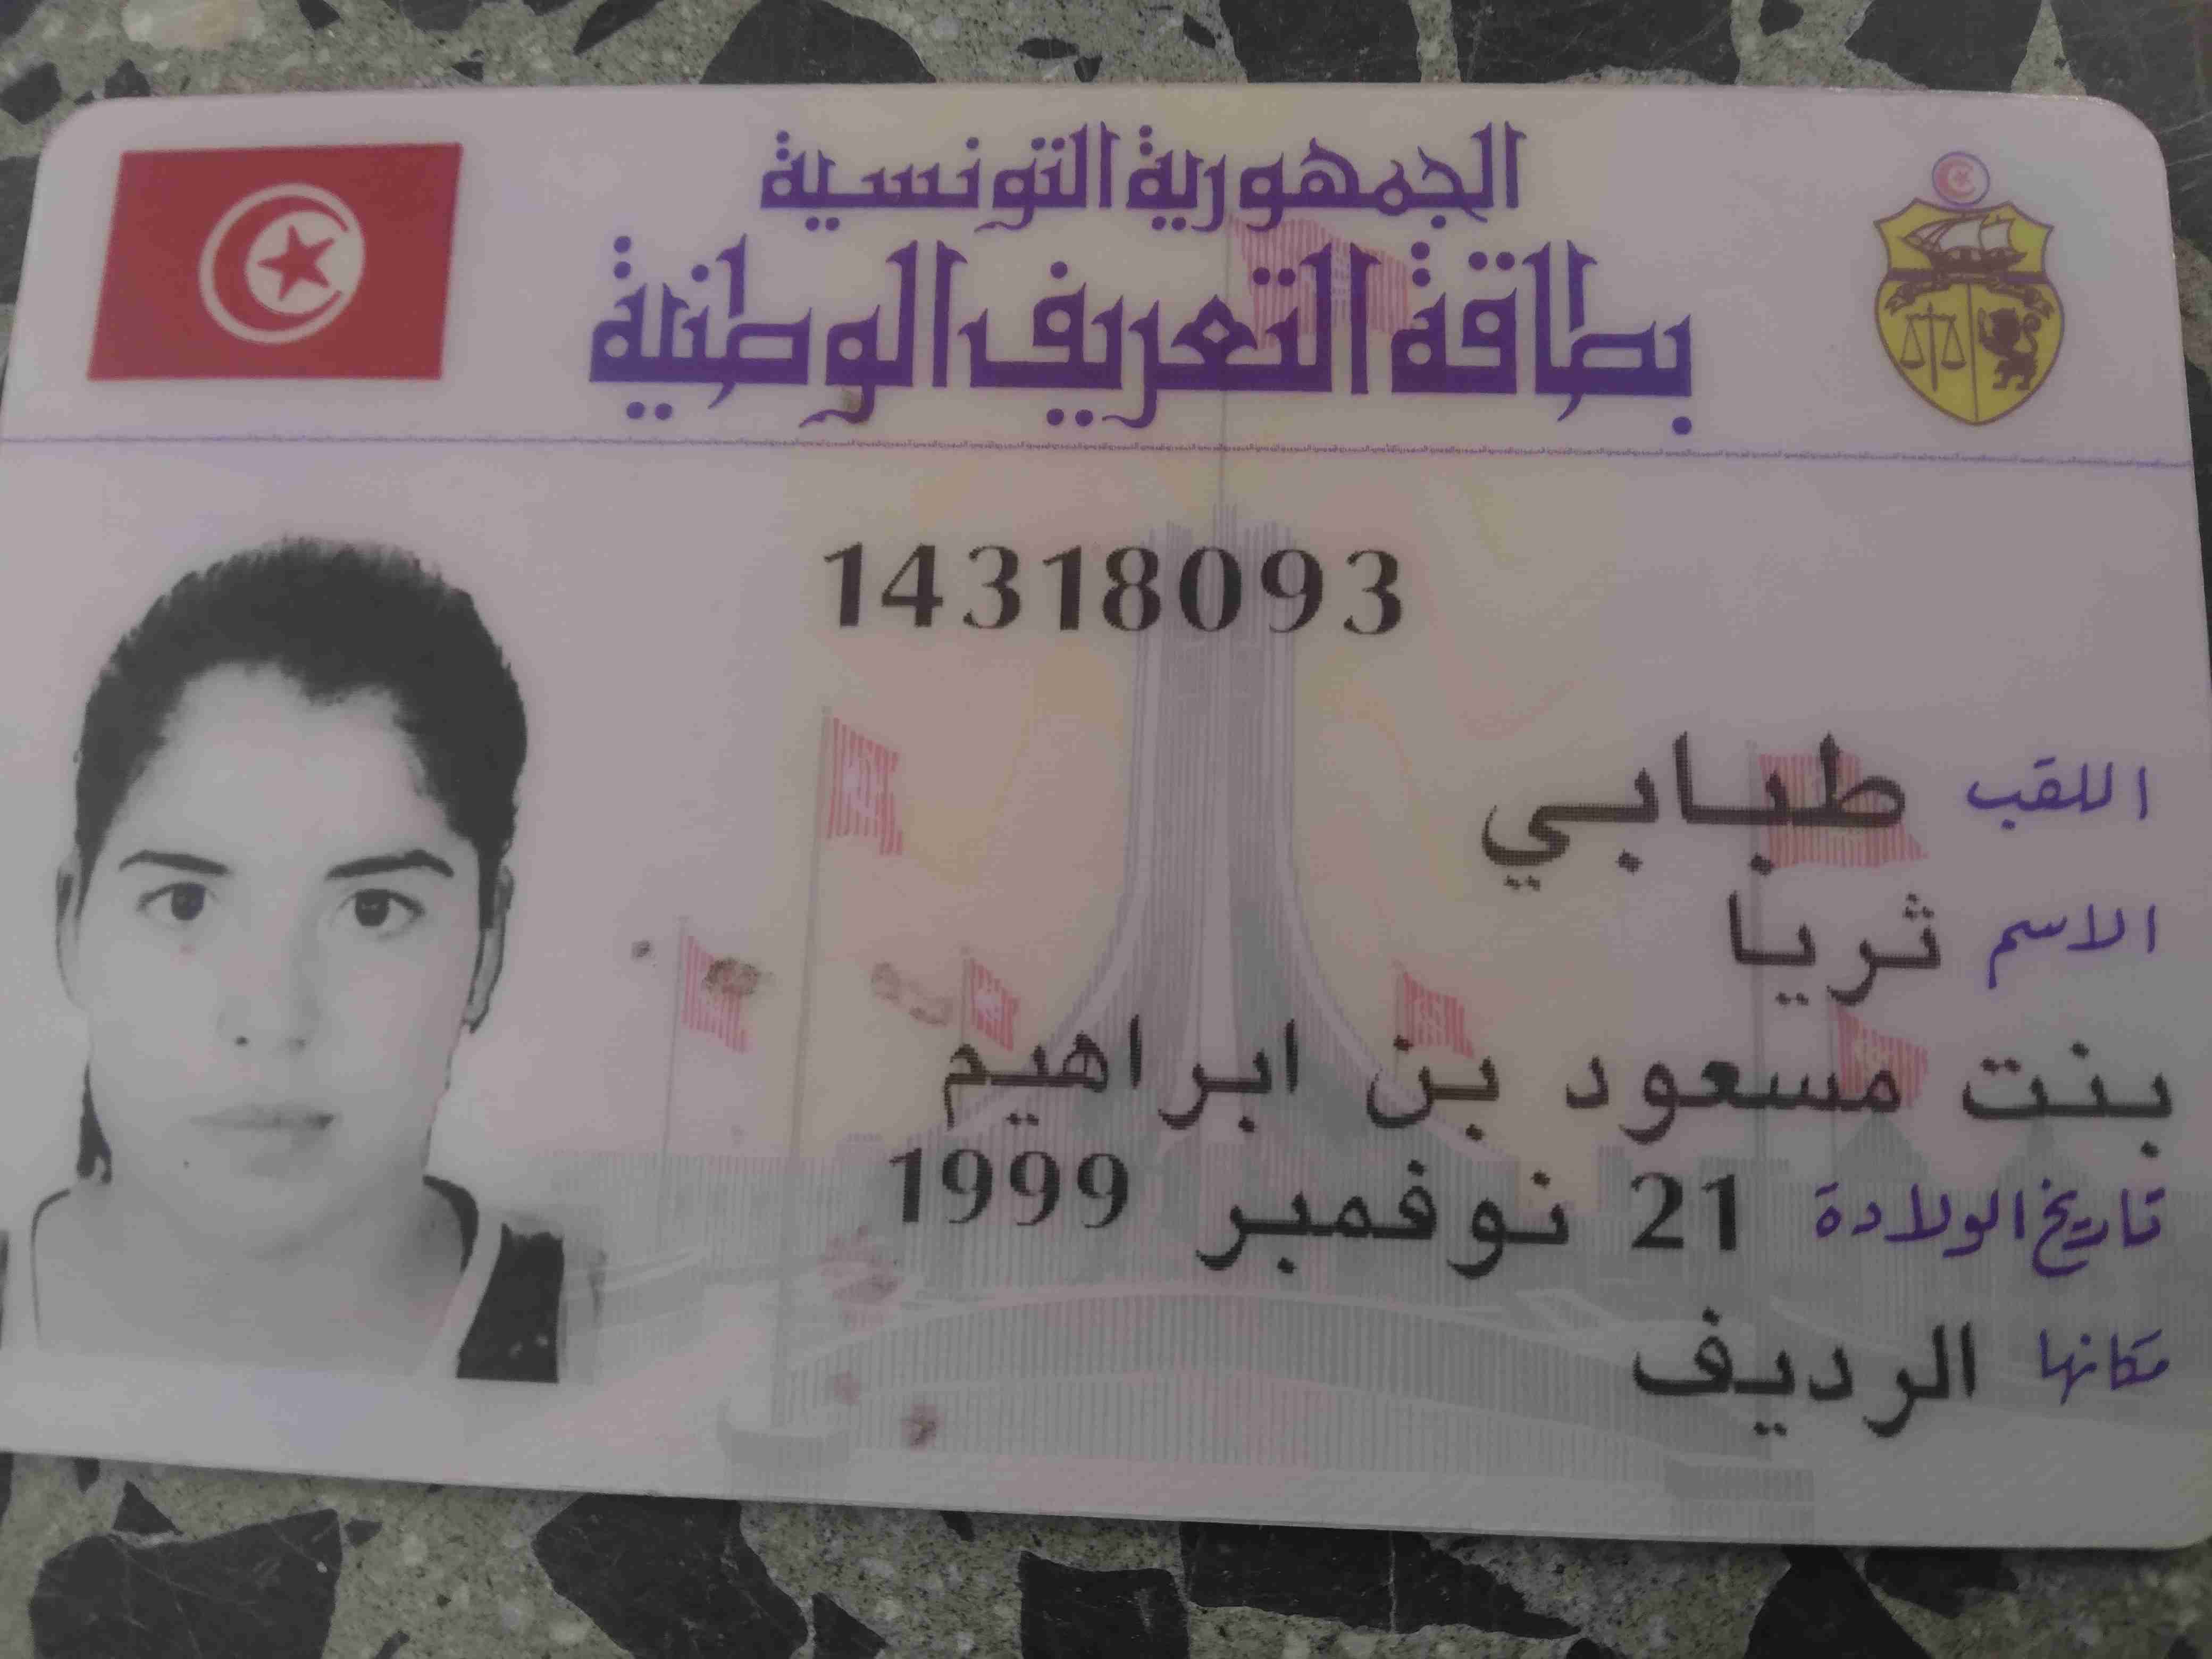 الجمهورية التونسية
بطاقة التعريف الوطنية
14318093
اللقب طبابي
الاسم ثريا
بنت مسعود بن ابراهيم
تاريخ الولادة 21 نوفمبر 1999
مكانها الرديف